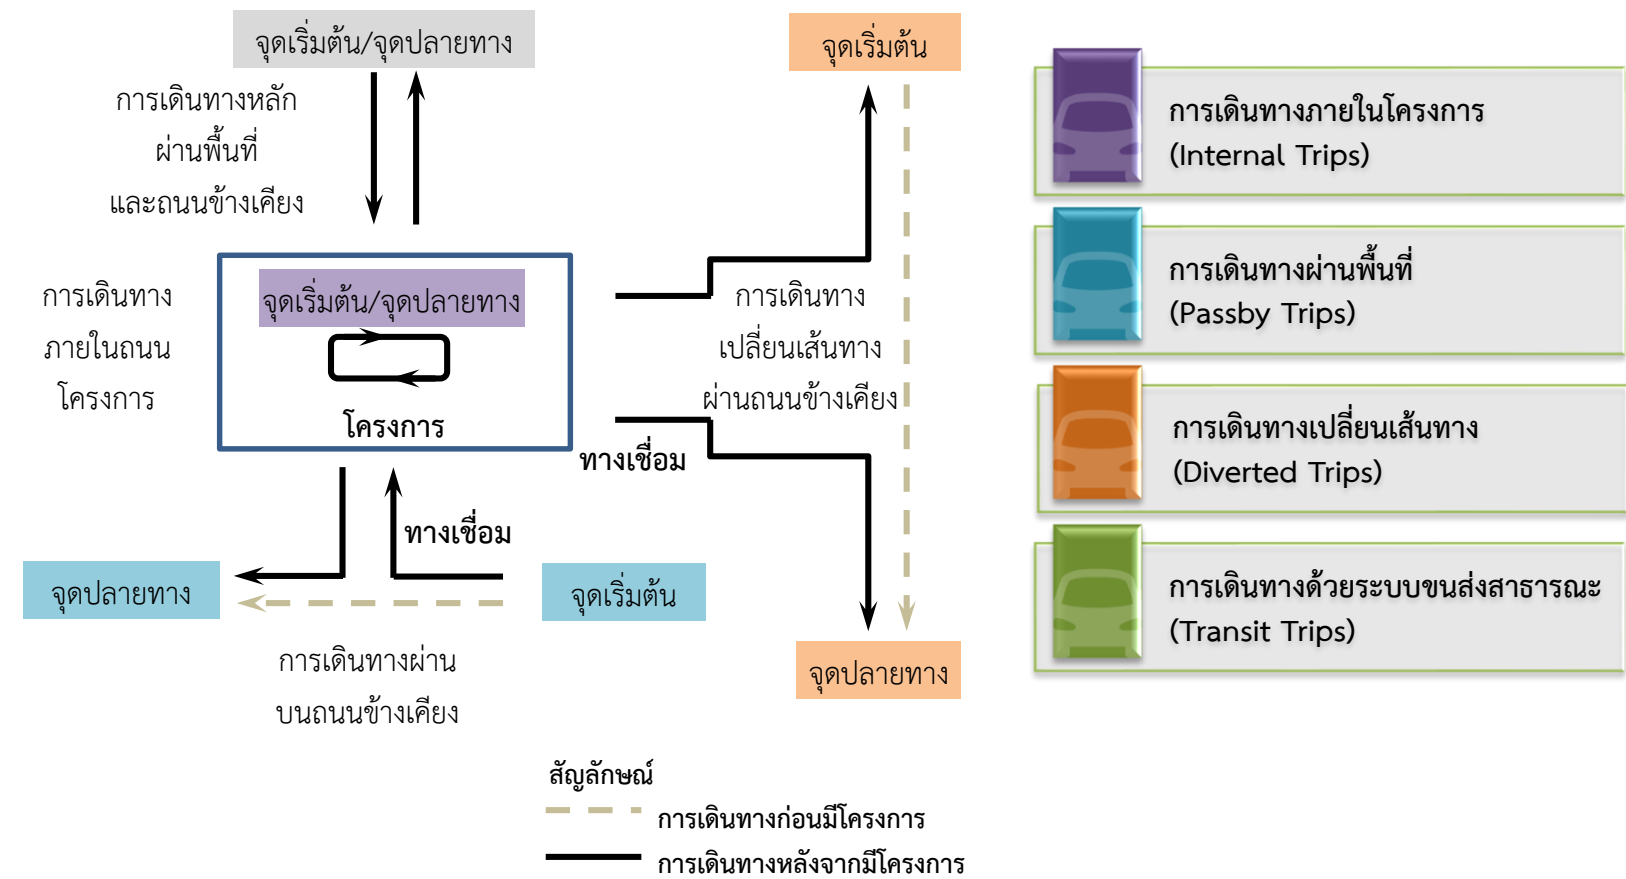 จุดเริ่มต้น/จุดปลายทาง
การเดินทางหลัก
ผ่านพื้นที่
และถนนข้างเคียง
การเดินทาง
ภายในถนน
โครงการ
จุดเริ่มต้น/จุดปลายทาง
โครงการ
ทางเชื่อม
ทางเชื่อม
จุดปลายทาง
จุดเริ่มต้น
การเดินทางผ่าน
บนถนนข้างเคียง
จุดเริ่มต้น
การเดินทาง
เปลี่ยนเส้นทาง
ผ่านถนนข้างเคียง
จุดปลายทาง
สัญลักษณ์
การเดินทางก่อนมีโครงการ
การเดินทางหลังจากมีโครงการ
การเดินทางภายในโครงการ
(Internal Trips)
การเดินทางผ่านพื้นที่
(Passby Trips)
การเดินทางเปลี่ยนเส้นทาง
(Diverted Trips)
การเดินทางด้วยระบบขนส่งสาธารณะ
(Transit Trips)